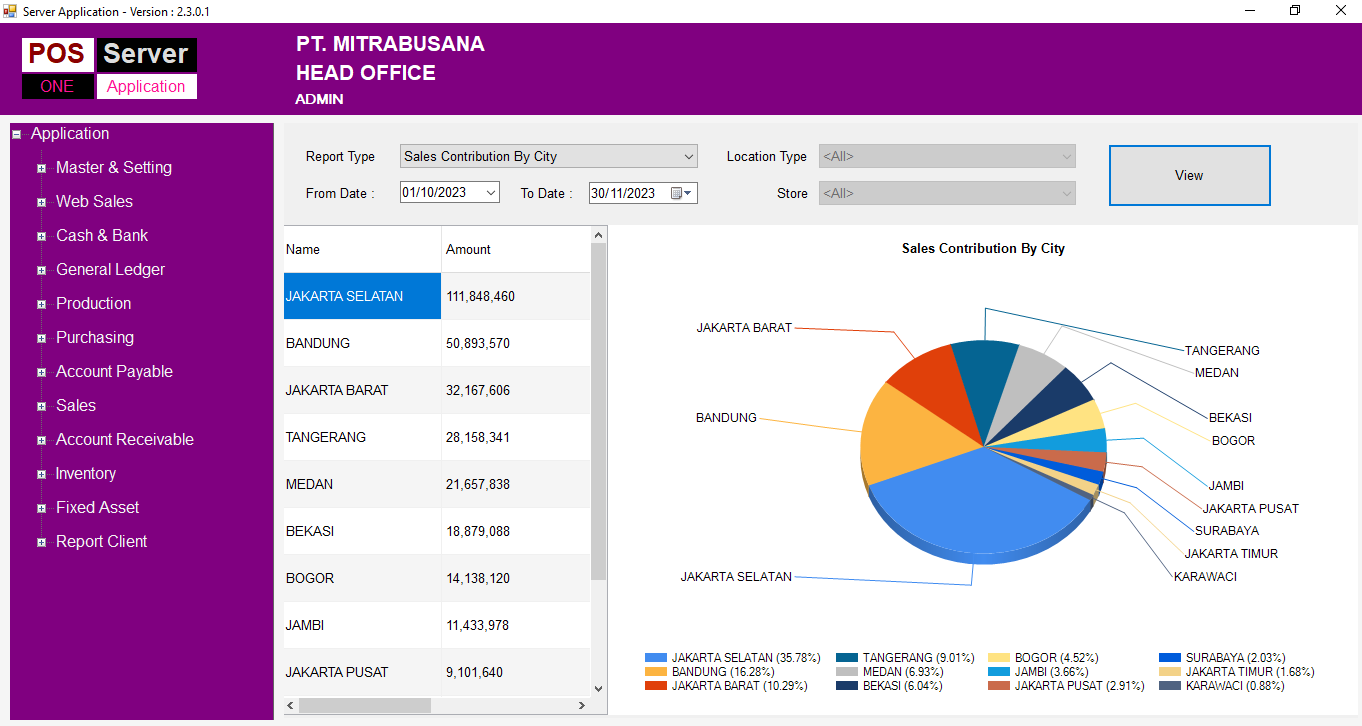 Server Application - Version : 2.3.0.1
POS Server
ONE Application
PT. MITRABUSANA
HEAD OFFICE
ADMIN
Application
Master & Setting
Web Sales
Cash & Bank
General Ledger
Production
Purchasing
Account Payable
Sales
Account Receivable
Inventory
Fixed Asset
Report Client
Report Type Sales Contribution By City Location Type <All>
From Date : 01/10/2023 To Date : 30/11/2023 Store <All>
View
Name Amount
JAKARTA SELATAN 111,848,460
BANDUNG 50,893,570
JAKARTA BARAT 32,167,606
TANGERANG 28,158,341
MEDAN 21,657,838
BEKASI 18,879,088
BOGOR 14,138,120
JAMBI 11,433,978
JAKARTA PUSAT 9,101,640
Sales Contribution By City
JAKARTA BARAT
TANGERANG
MEDAN
BANDUNG
BEKASI
BOGOR
JAMBI
JAKARTA PUSAT
SURABAYA
JAKARTA TIMUR
JAKARTA SELATAN
KARAWACI
JAKARTA SELATAN (35.78%) TANGERANG (9.01%) BOGOR (4.52%) SURABAYA (2.03%)
BANDUNG (16.28%) MEDAN (6.93%) JAMBI (3.66%) JAKARTA TIMUR (1.68%)
JAKARTA BARAT (10.29%) BEKASI (6.04%) JAKARTA PUSAT (2.91%) KARAWACI (0.88%)